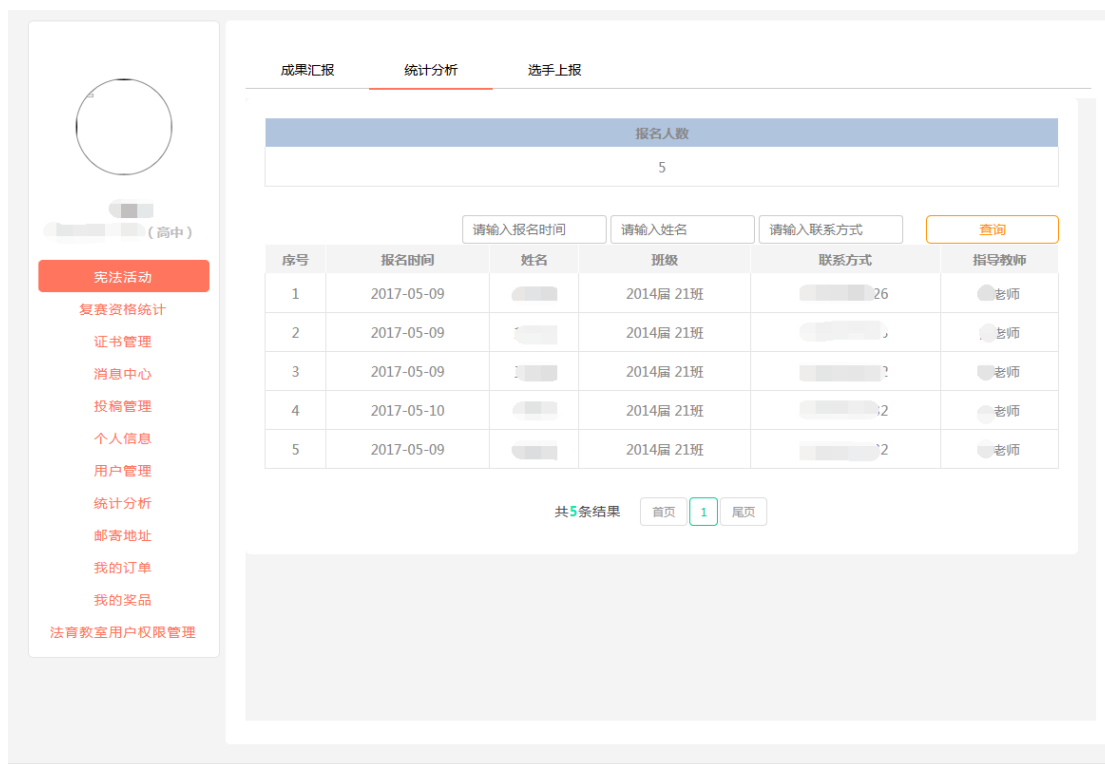 （高中）
宪法活动
复赛资格统计
证书管理
消息中心
投稿管理
个人信息
用户管理
统计分析
邮寄地址
我的订单
我的奖品
法育教室用户权限管理
成果汇报 统计分析 选手上报
报名人数
5
请输入报名时间 请输入姓名 请输入联系方式 查询
序号 报名时间 姓名 班级 联系方式 指导教师
1 2017-05-09 2014届 21班 26 老师
2 2017-05-09 2014届 21班 老师
3 2017-05-09 2014届 21班 2 老师
4 2017-05-10 2014届 21班 32 老师
5 2017-05-09 2014届 21班 2 老师
共5条结果 首页 1 尾页